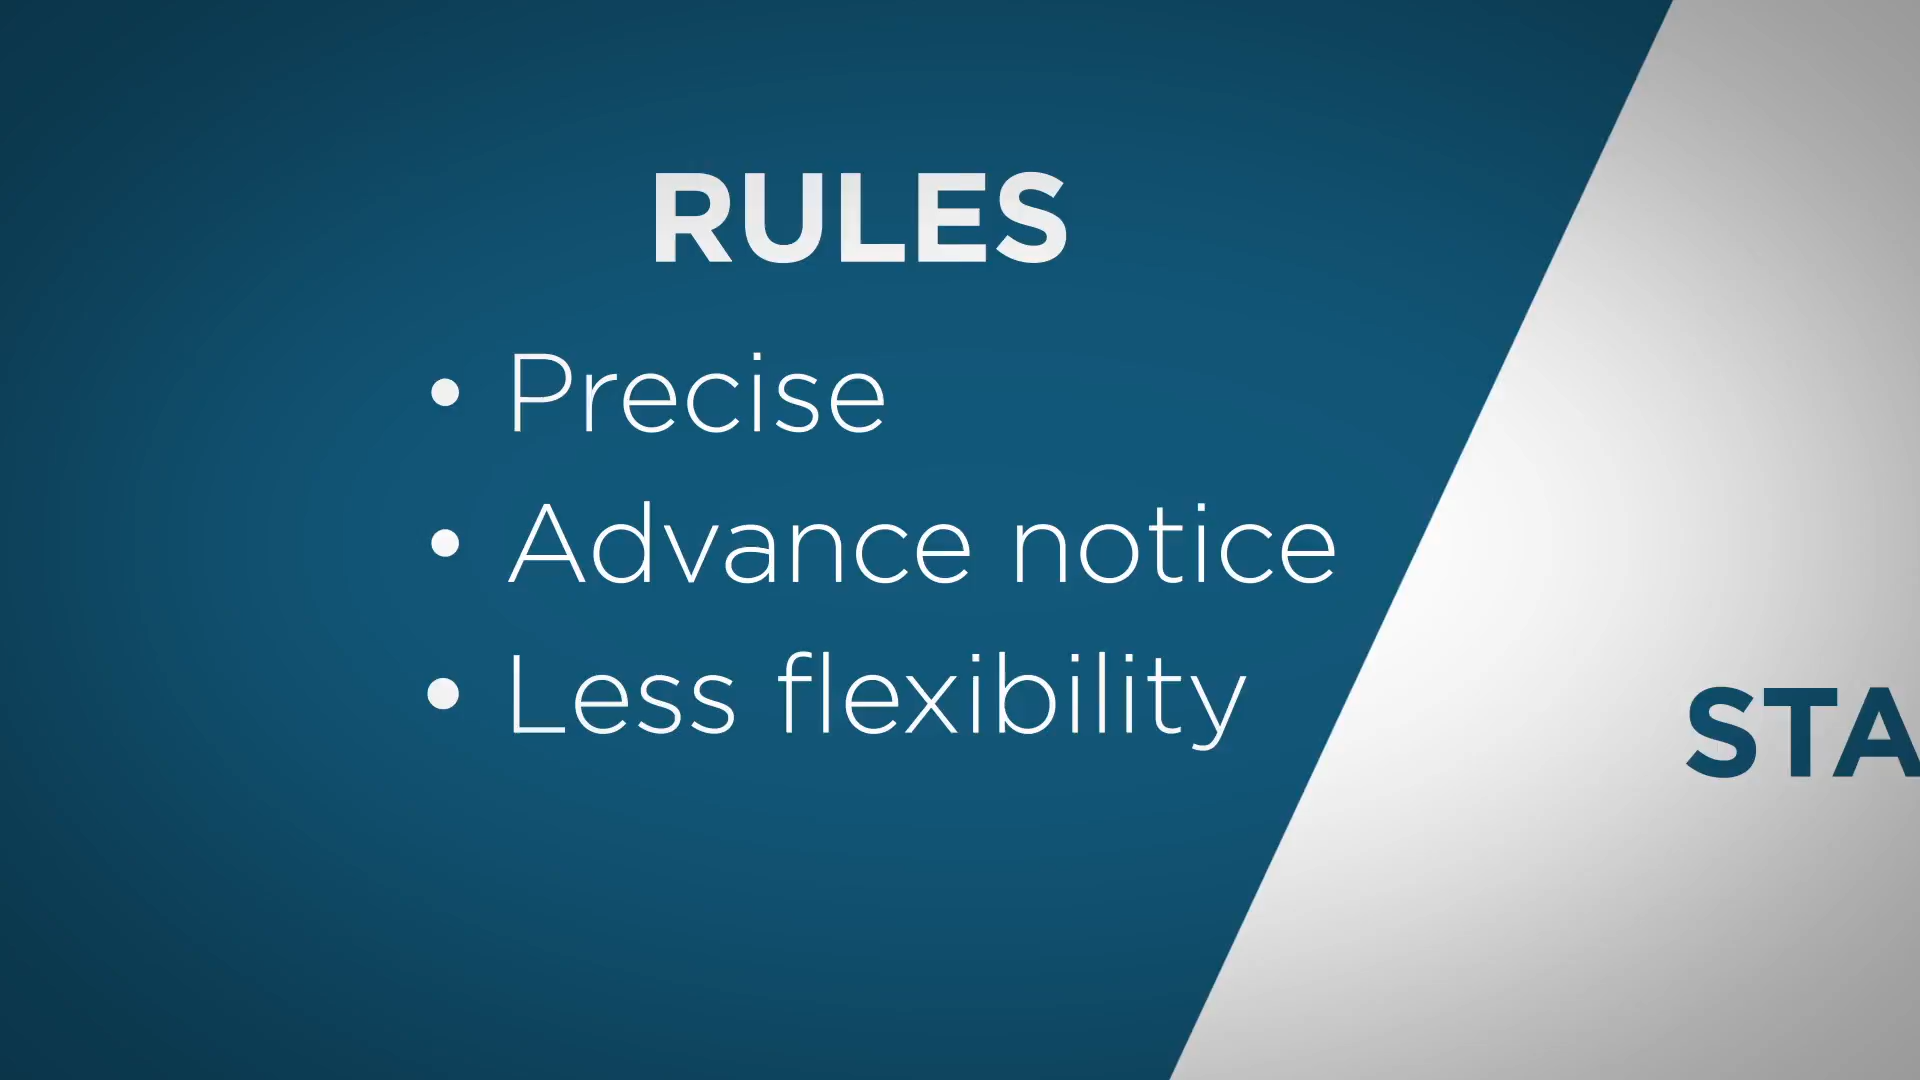 RULES
• Precise
• Advance notice
• Less flexibility
STA